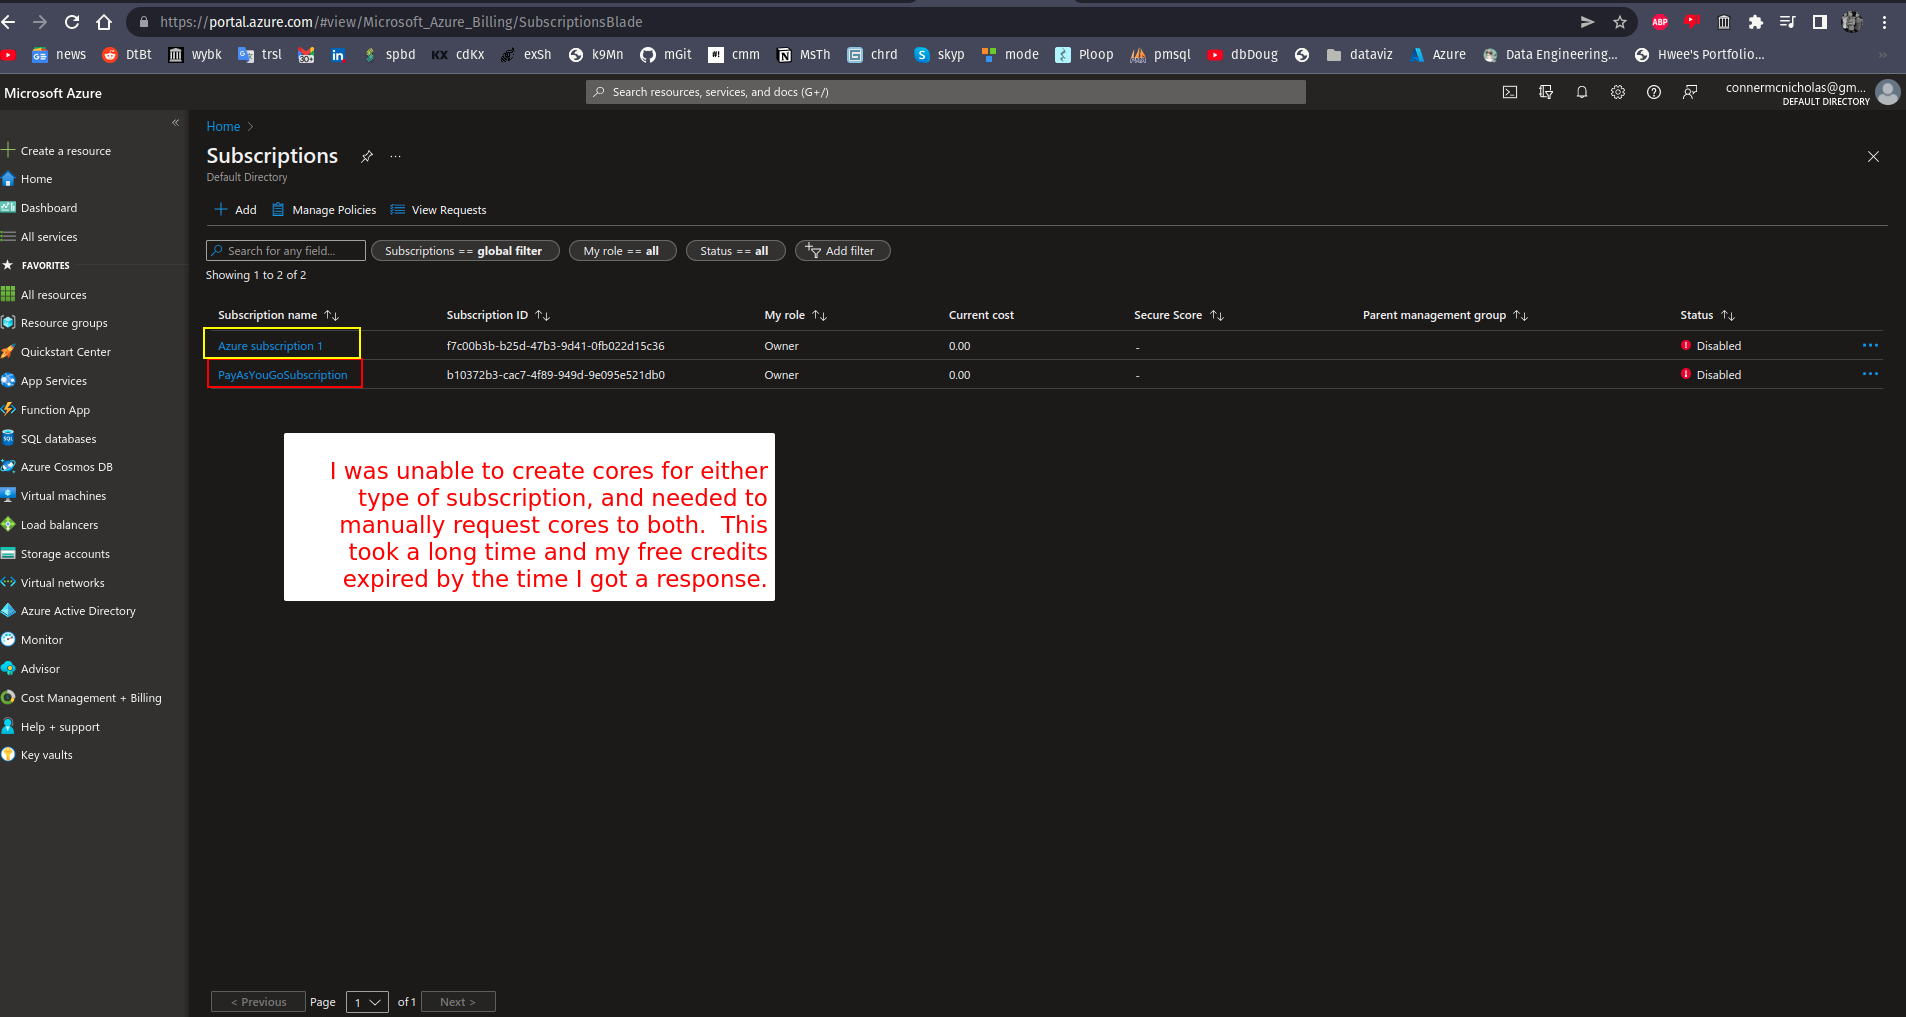 https://portal.azure.com/#view/Microsoft_Azure_Billing/SubscriptionsBlade
ABP
news DtBt wybk trsl 30+ in spbd KX cdKx exSh k9Mn mGit #! cmm MsTh chrd skyp mode Ploop pmsql dbDoug dataviz Azure Data Engineering... Hwee's Portfolio... »
Microsoft Azure
Search resources, services, and docs (G+/)
connermcnicholas@gm...
DEFAULT DIRECTORY
«
Create a resource
Home
Dashboard
All services
FAVORITES
All resources
Resource groups
Quickstart Center
App Services
Function App
SQL databases
Azure Cosmos DB
Virtual machines
Load balancers
Storage accounts
Virtual networks
Azure Active Directory
Monitor
Advisor
Cost Management + Billing
Help + support
Key vaults
Home >
Subscriptions ...
Default Directory
Add Manage Policies View Requests
Search for any field... Subscriptions == global filter My role == all Status == all Add filter
Showing 1 to 2 of 2
Subscription name ↑↓ Subscription ID ↑↓ My role ↑↓ Current cost Secure Score ↑↓ Parent management group ↑↓ Status ↑↓
Azure subscription 1 f7c00b3b-b25d-47b3-9d41-0fb022d15c36 Owner 0.00 - Disabled ...
PayAsYouGoSubscription b10372b3-cac7-4f89-949d-9e095e521db0 Owner 0.00 - Disabled ...
I was unable to create cores for either
type of subscription, and needed to
manually request cores to both. This
took a long time and my free credits
expired by the time I got a response.
< Previous Page 1 of 1 Next >